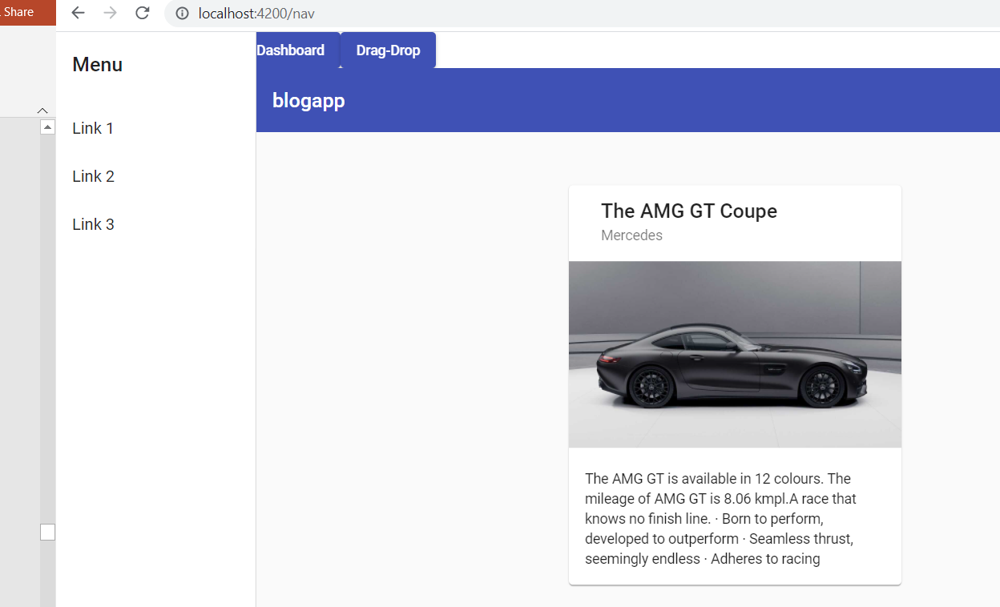 Share
localhost:4200/nav
Menu
Link 1
Link 2
Link 3
Dashboard
Drag-Drop
blogapp
The AMG GT Coupe
Mercedes
The AMG GT is available in 12 colours. The
mileage of AMG GT is 8.06 kmpl.A race that
knows no finish line. · Born to perform,
developed to outperform · Seamless thrust,
seemingly endless · Adheres to racing